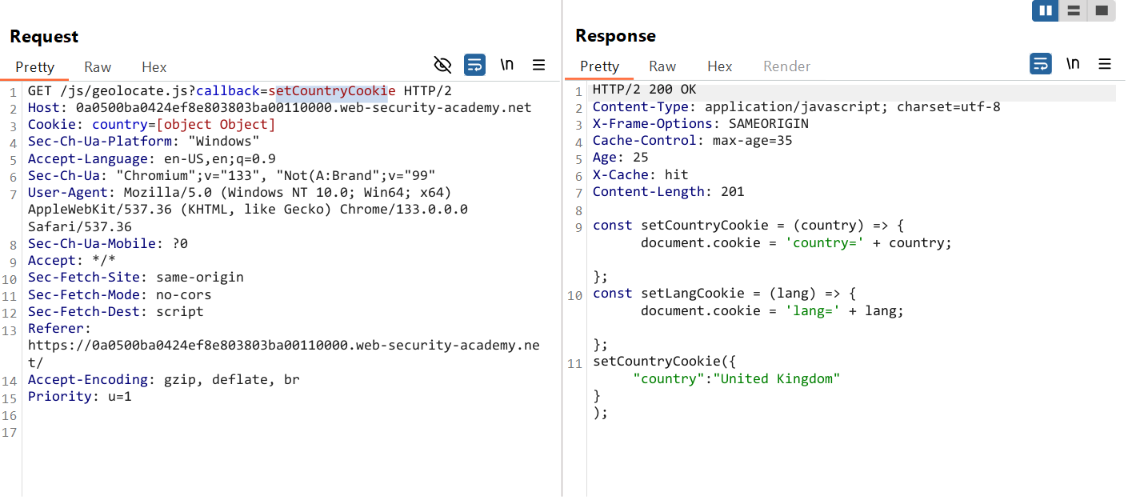 Request
Pretty Raw Hex \n
1 GET /js/geolocate.js?callback=setCountryCookie HTTP/2
2 Host: 0a0500ba0424ef8e803803ba00110000.web-security-academy.net
3 Cookie: country=[object Object]
4 Sec-Ch-Ua-Platform: "Windows"
5 Accept-Language: en-US,en;q=0.9
6 Sec-Ch-Ua: "Chromium";v="133", "Not(A:Brand";v="99"
7 User-Agent: Mozilla/5.0 (Windows NT 10.0; Win64; x64)
AppleWebKit/537.36 (KHTML, like Gecko) Chrome/133.0.0.0
Safari/537.36
8 Sec-Ch-Ua-Mobile: ?0
9 Accept: */*
10 Sec-Fetch-Site: same-origin
11 Sec-Fetch-Mode: no-cors
12 Sec-Fetch-Dest: script
13 Referer:
https://0a0500ba0424ef8e803803ba00110000.web-security-academy.ne
t/
14 Accept-Encoding: gzip, deflate, br
15 Priority: u=1
16
17
Response
Pretty Raw Hex Render \n
1 HTTP/2 200 OK
2 Content-Type: application/javascript; charset=utf-8
3 X-Frame-Options: SAMEORIGIN
4 Cache-Control: max-age=35
5 Age: 25
6 X-Cache: hit
7 Content-Length: 201
8
9 const setCountryCookie = (country) => {
document.cookie = 'country=' + country;
};
10 const setLangCookie = (lang) => {
document.cookie = 'lang=' + lang;
};
11 setCountryCookie({
"country":"United Kingdom"
}
);